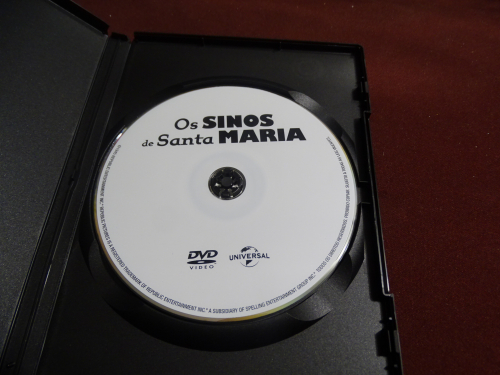 Os SINOS
de Santa MARIA
DVD
VIDEO
UNIVERSAL
REPUBLIC PICTURES IS A REGISTERED TRADEMARK OF REPUBLIC ENTERTAINMENT INC.® A SUBSIDIARY OF SPELLING ENTERTAINMENT GROUP INC.®